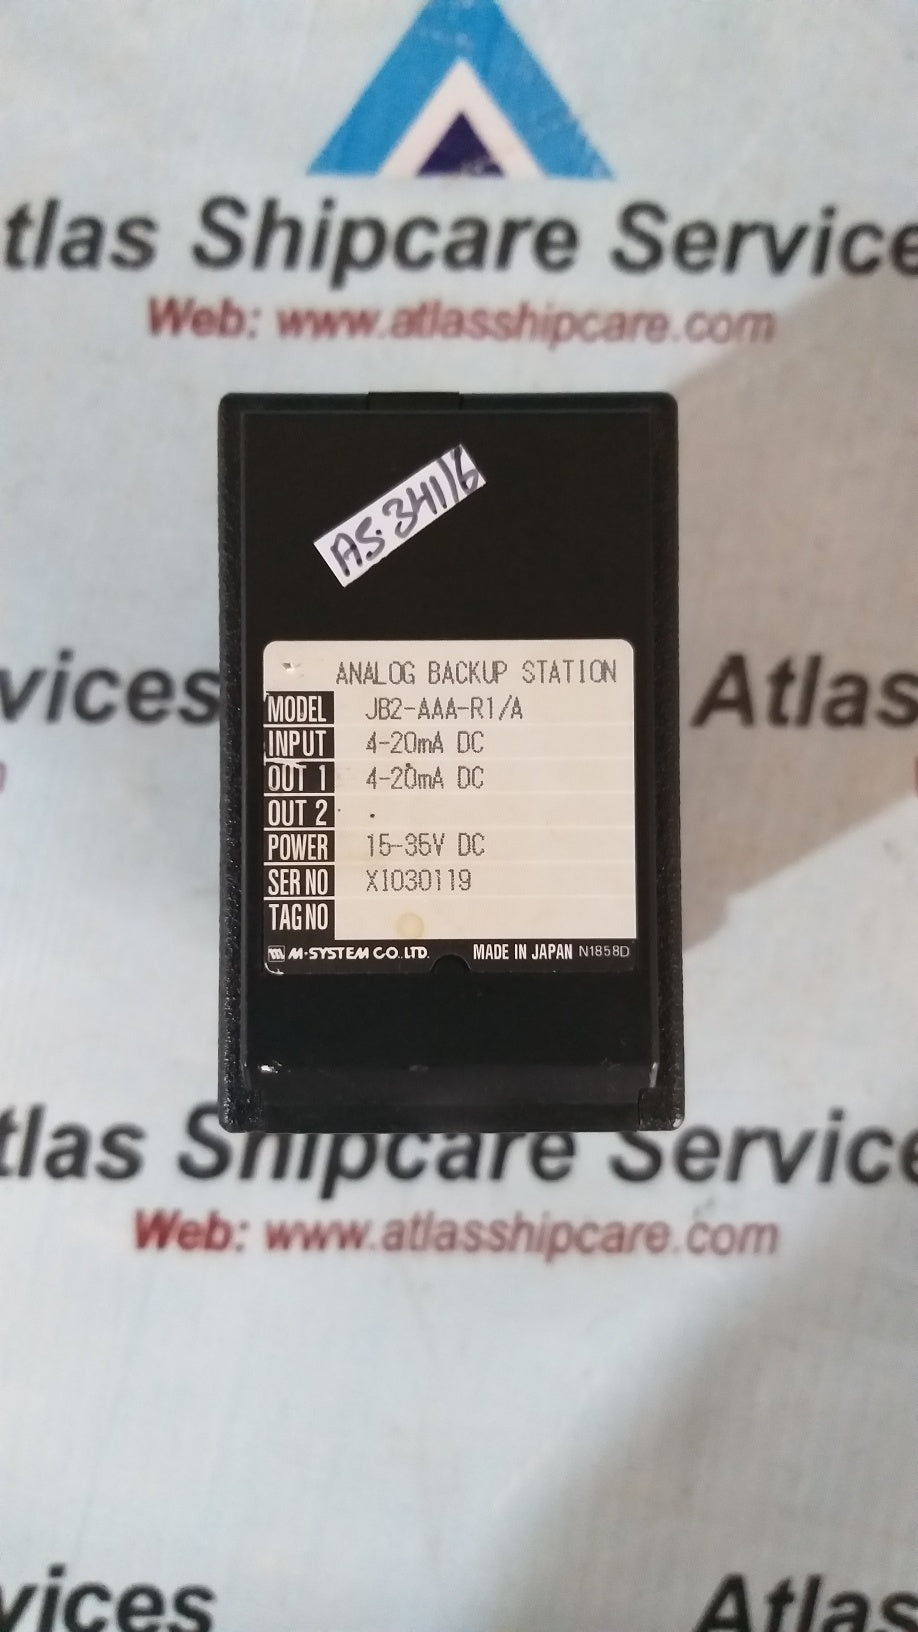 tlas Shipcare Service
Web: www.atlasshipcare.com
AS.34116
vices
Atlas
ANALOG BACKUP STATION
MODEL JB2-AAA-R1/A
INPUT 4-20mA DC
OUT 1 4-20mA DC
OUT 2
POWER 15-35V DC
SER NO XI030119
TAG NO
M-SYSTEM CO.,LTD. MADE IN JAPAN N1858D
tlas Shipcare Service
Web: www.atlasshipcare.com
vices
Atlas